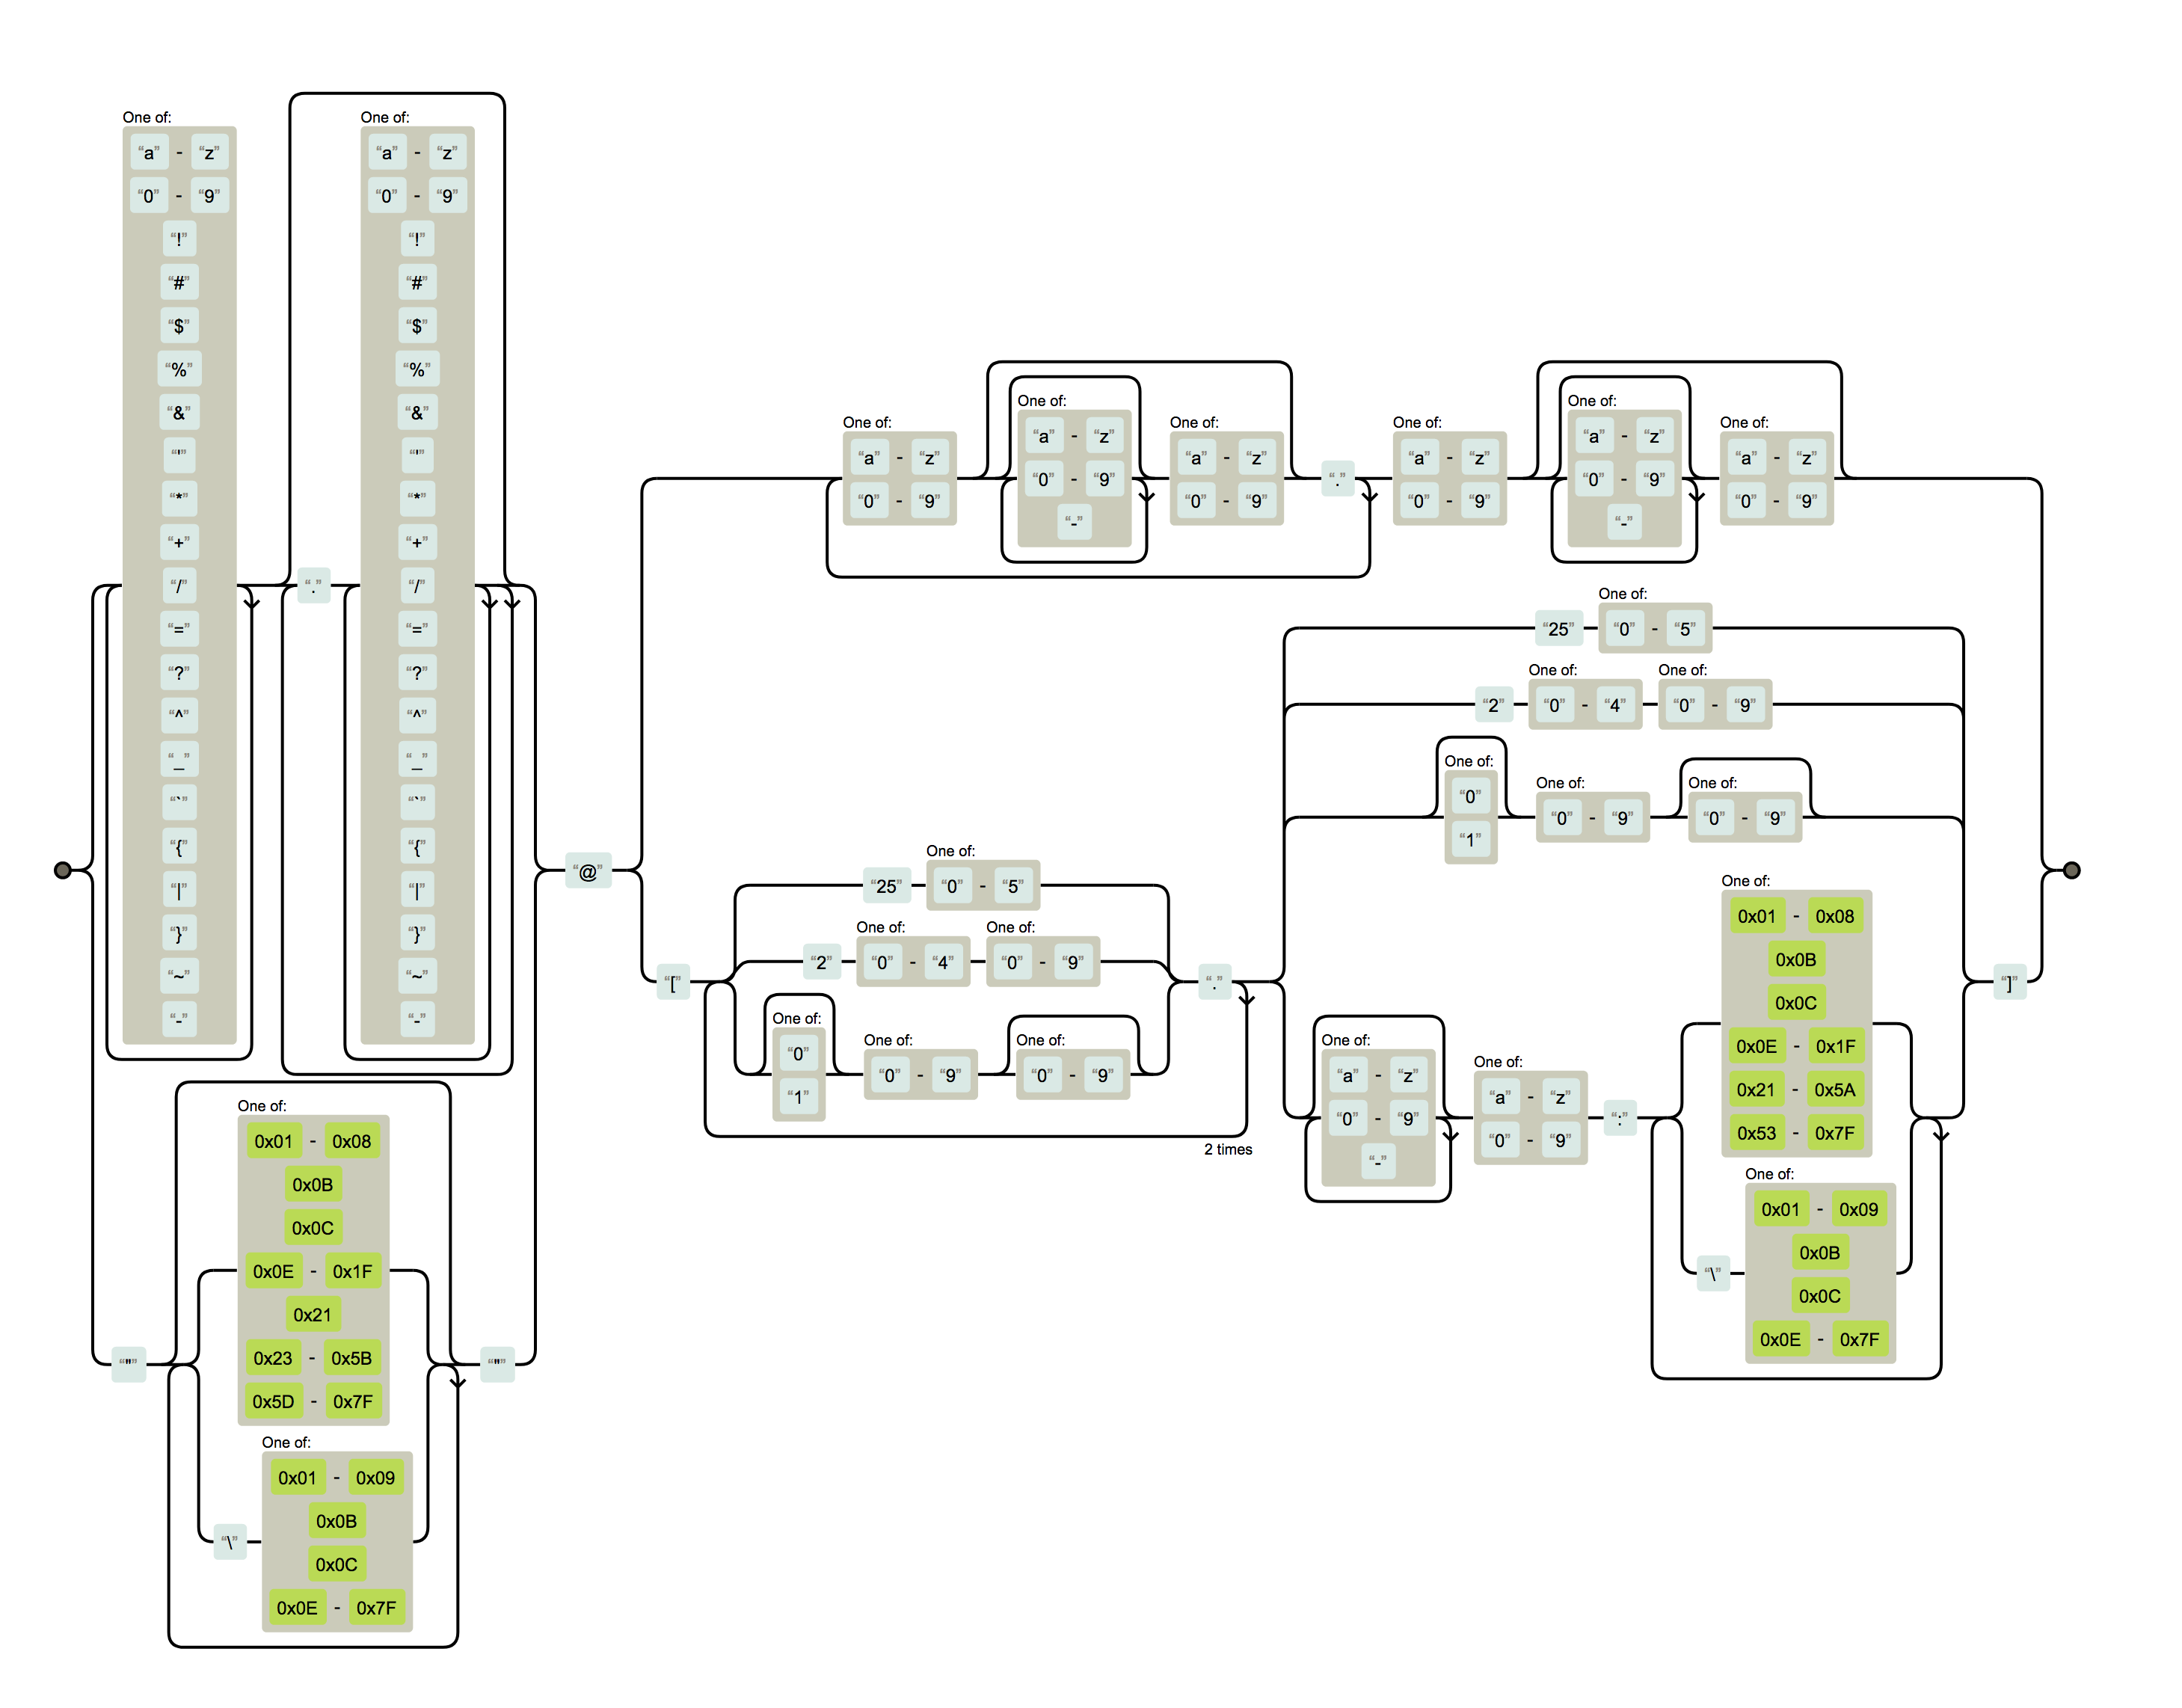 One of:
“a” - “z”
“0” - “9”
“!”
“#”
“$”
“%”
“&”
“'”
“*”
“+”
“/”
“=”
“?”
“^”
“_”
“`”
“{”
“|”
“}”
“~”
“-”
“.”
One of:
“a” - “z”
“0” - “9”
“!”
“#”
“$”
“%”
“&”
“'”
“*”
“+”
“/”
“=”
“?”
“^”
“_”
“`”
“{”
“|”
“}”
“~”
“-”
“"”
One of:
0x01 - 0x08
0x0B
0x0C
0x0E - 0x1F
0x21
0x23 - 0x5B
0x5D - 0x7F
“\”
One of:
0x01 - 0x09
0x0B
0x0C
0x0E - 0x7F
“"”
“@”
One of:
“a” - “z”
“0” - “9”
One of:
“a” - “z”
“0” - “9”
“-”
One of:
“a” - “z”
“0” - “9”
“.”
One of:
“a” - “z”
“0” - “9”
One of:
“a” - “z”
“0” - “9”
“-”
One of:
“a” - “z”
“0” - “9”
“[”
“25”
One of:
“0” - “5”
“2”
One of:
“0” - “4”
One of:
“0” - “9”
One of:
“0”
“1”
One of:
“0” - “9”
One of:
“0” - “9”
“.”
2 times
“25”
One of:
“0” - “5”
“2”
One of:
“0” - “4”
One of:
“0” - “9”
One of:
“0”
“1”
One of:
“0” - “9”
One of:
“0” - “9”
One of:
“a” - “z”
“0” - “9”
“-”
One of:
“a” - “z”
“0” - “9”
“:”
One of:
0x01 - 0x08
0x0B
0x0C
0x0E - 0x1F
0x21 - 0x5A
0x53 - 0x7F
“\”
One of:
0x01 - 0x09
0x0B
0x0C
0x0E - 0x7F
“]”